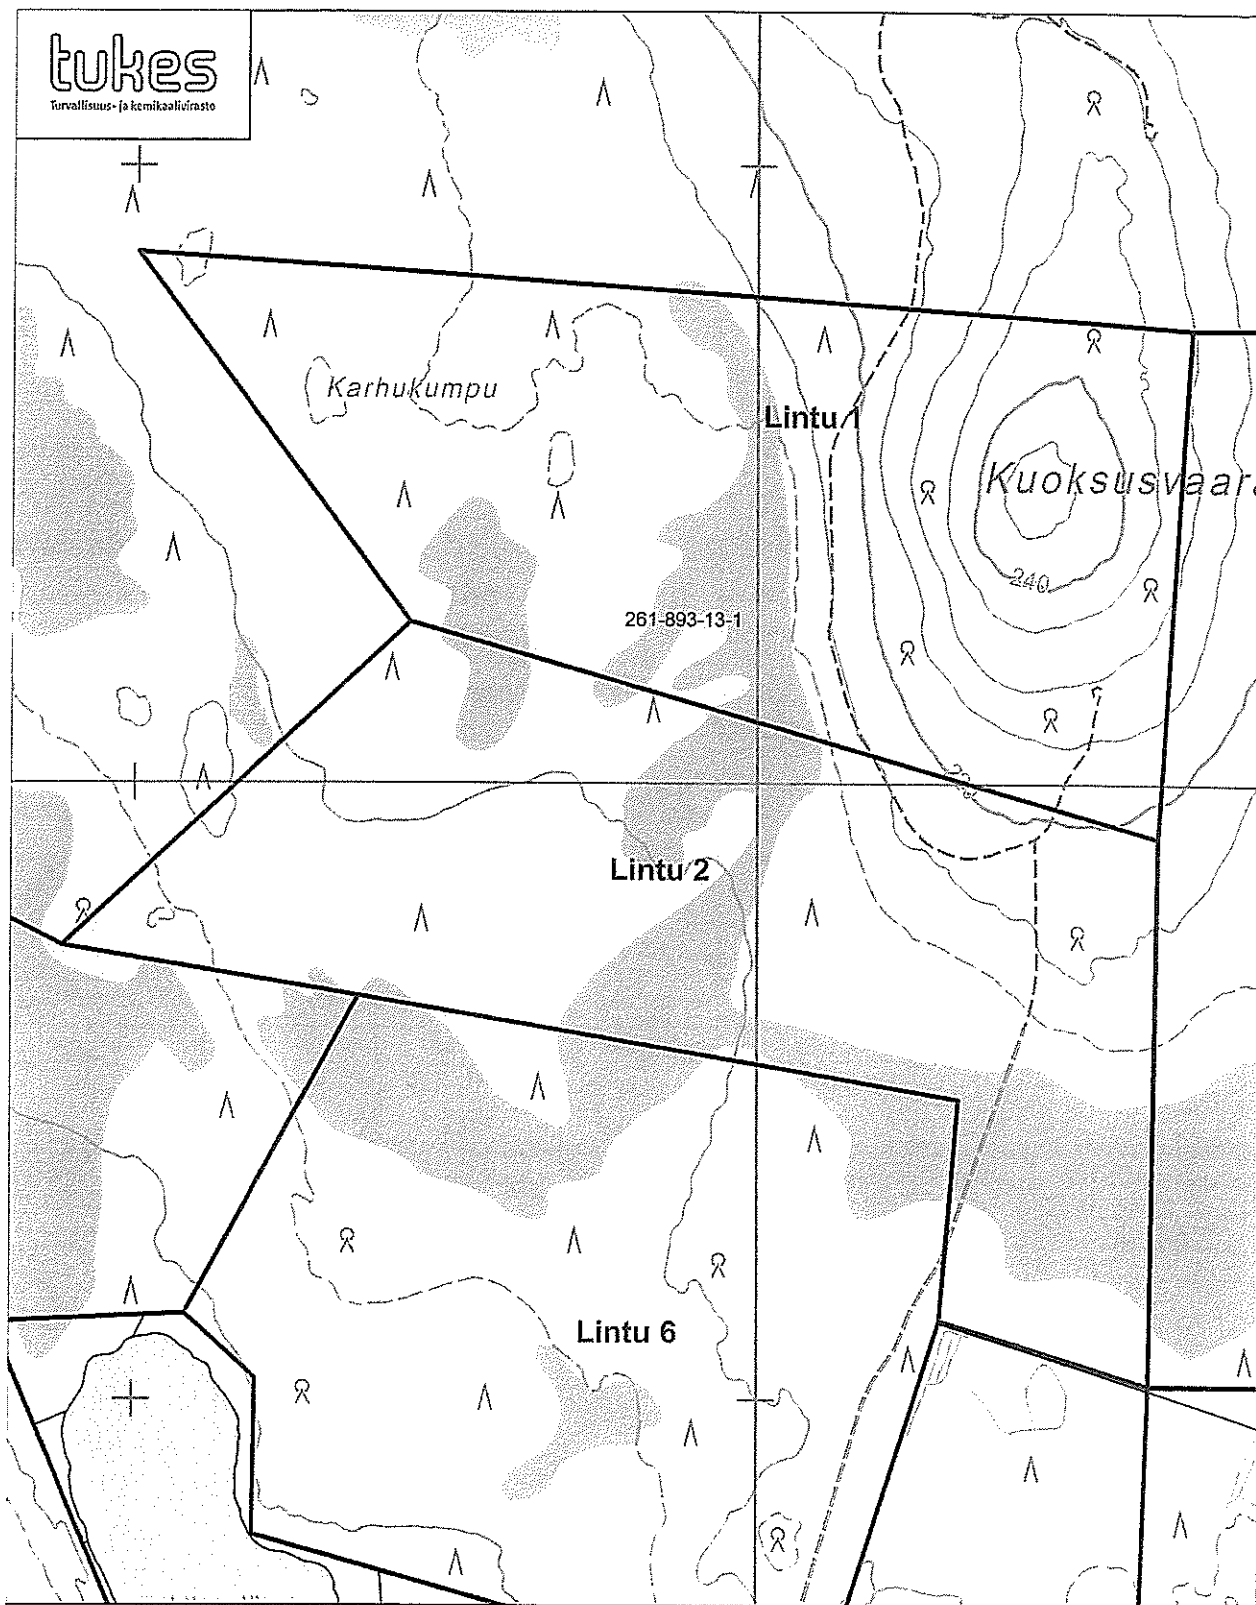 tukes
Turvallisuus- ja kemikaalivirasto
Karhukumpu
Lintu 1
Kuoksusvaara
240
261-893-13-1
Lintu 2
Lintu 6